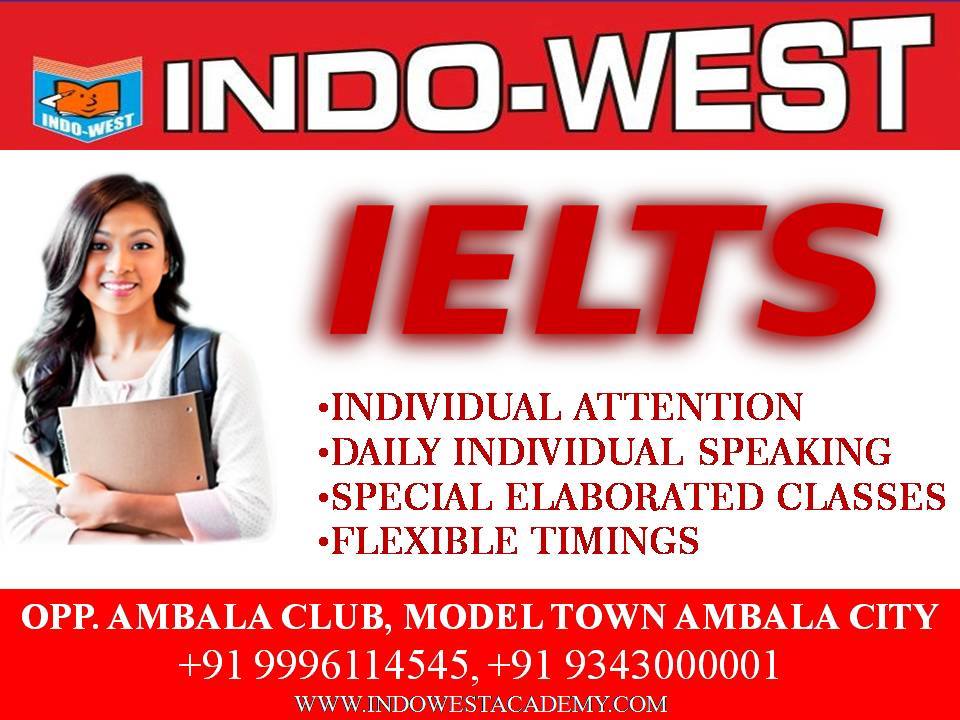 INDO-WEST
INDO-WEST
IELTS
•INDIVIDUAL ATTENTION
•DAILY INDIVIDUAL SPEAKING
•SPECIAL ELABORATED CLASSES
•FLEXIBLE TIMINGS
OPP. AMBALA CLUB, MODEL TOWN AMBALA CITY
+91 9996114545, +91 9343000001
WWW.INDOWESTACADEMY.COM